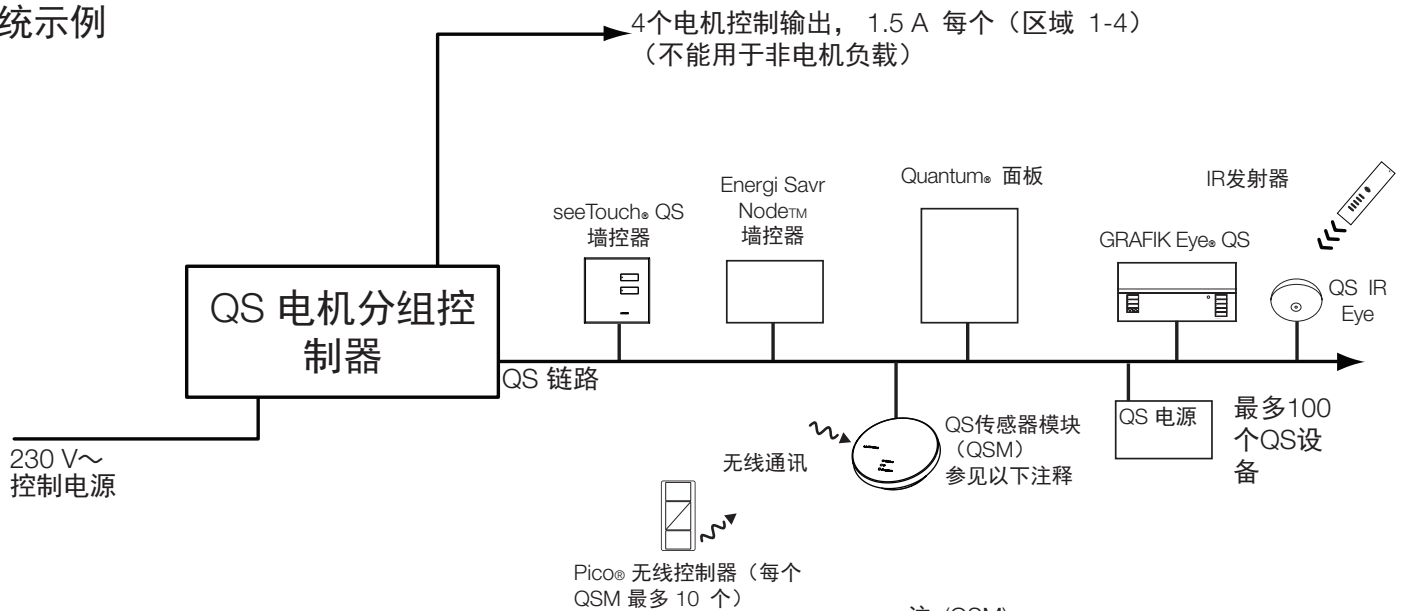 统示例
4个电机控制输出, 1.5 A 每个（区域 1-4）
（不能用于非电机负载）
seeTouch® QS
墙控器
Energi Savr
Node™
墙控器
Quantum® 面板
IR发射器
GRAFIK Eye® QS
QS IR
Eye
QS 电机分组控
制器
QS 链路
230 V～
控制电源
无线通讯
QS传感器模块
（QSM）
参见以下注释
QS 电源
最多100
个QS设
备
Pico® 无线控制器（每个
QSM 最多 10 个）